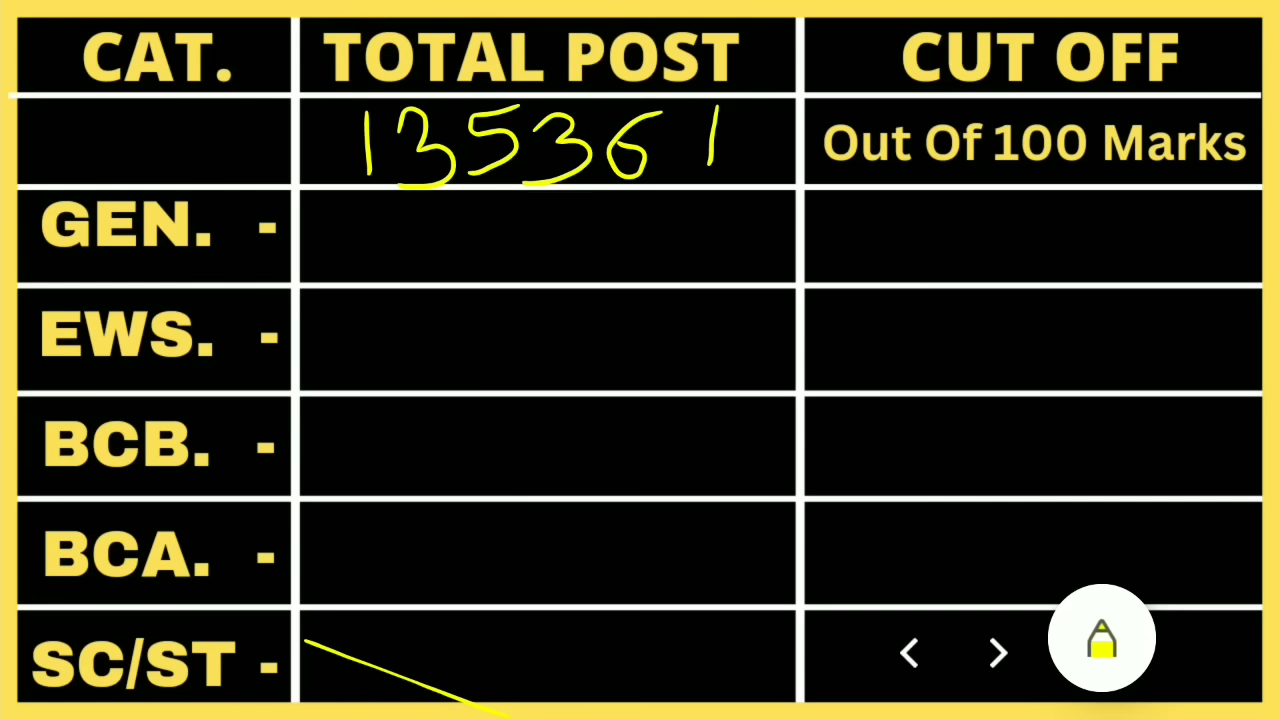 CAT. TOTAL POST CUT OFF
135361 Out Of 100 Marks
GEN. -
EWS. -
BCB. -
BCA. -
SC/ST -